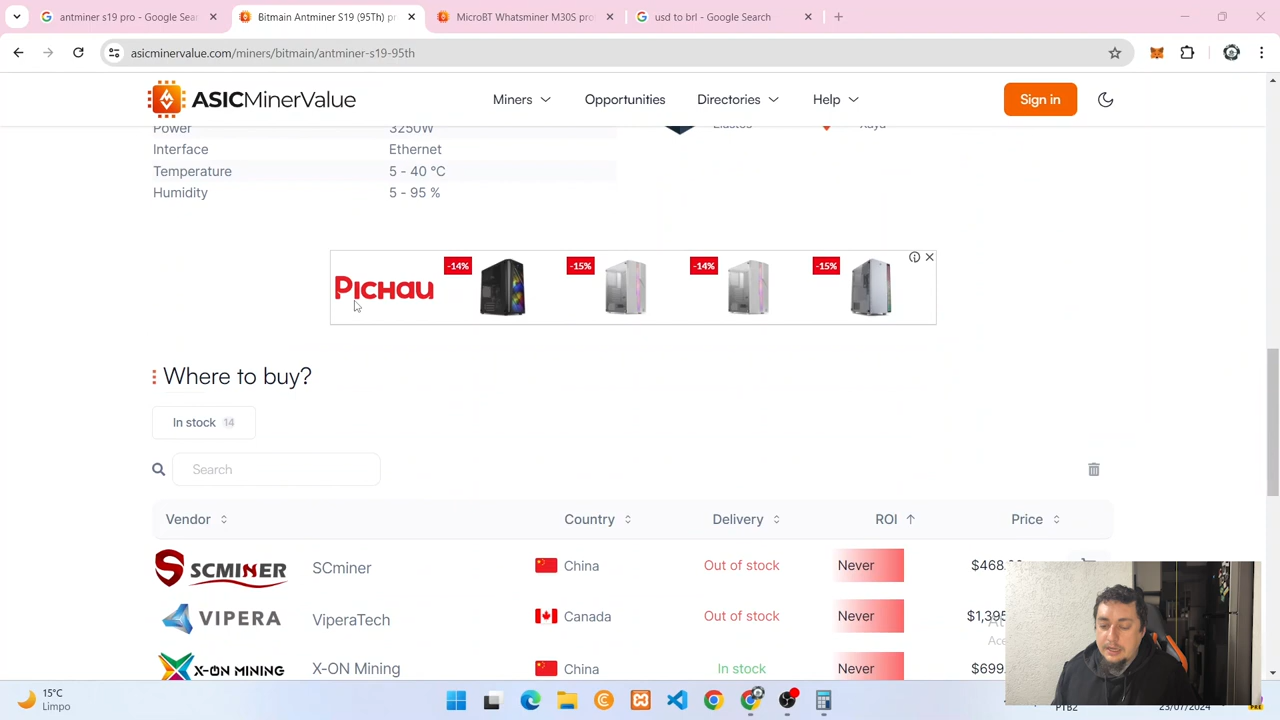 antminer s19 pro - Google Sear
Bitmain Antminer S19 (95Th) pr
MicroBT Whatsminer M30S pro
usd to brl - Google Search
asicminervalue.com/miners/bitmain/antminer-s19-95th
ASICMinerValue
Miners
Opportunities
Directories
Help
Sign in
Power 3250W
Interface Ethernet
Temperature 5 - 40 °C
Humidity 5 - 95 %
PICHAU
-14%
-15%
-14%
-15%
Where to buy?
In stock 14
Search
Vendor Country Delivery ROI Price
SCMINER SCminer China Out of stock Never $468.
VIPERA ViperaTech Canada Out of stock Never $1,395
X-ON MINING X-ON Mining China In stock Never $699
15°C
Limpo
PTB2
23/07/2024